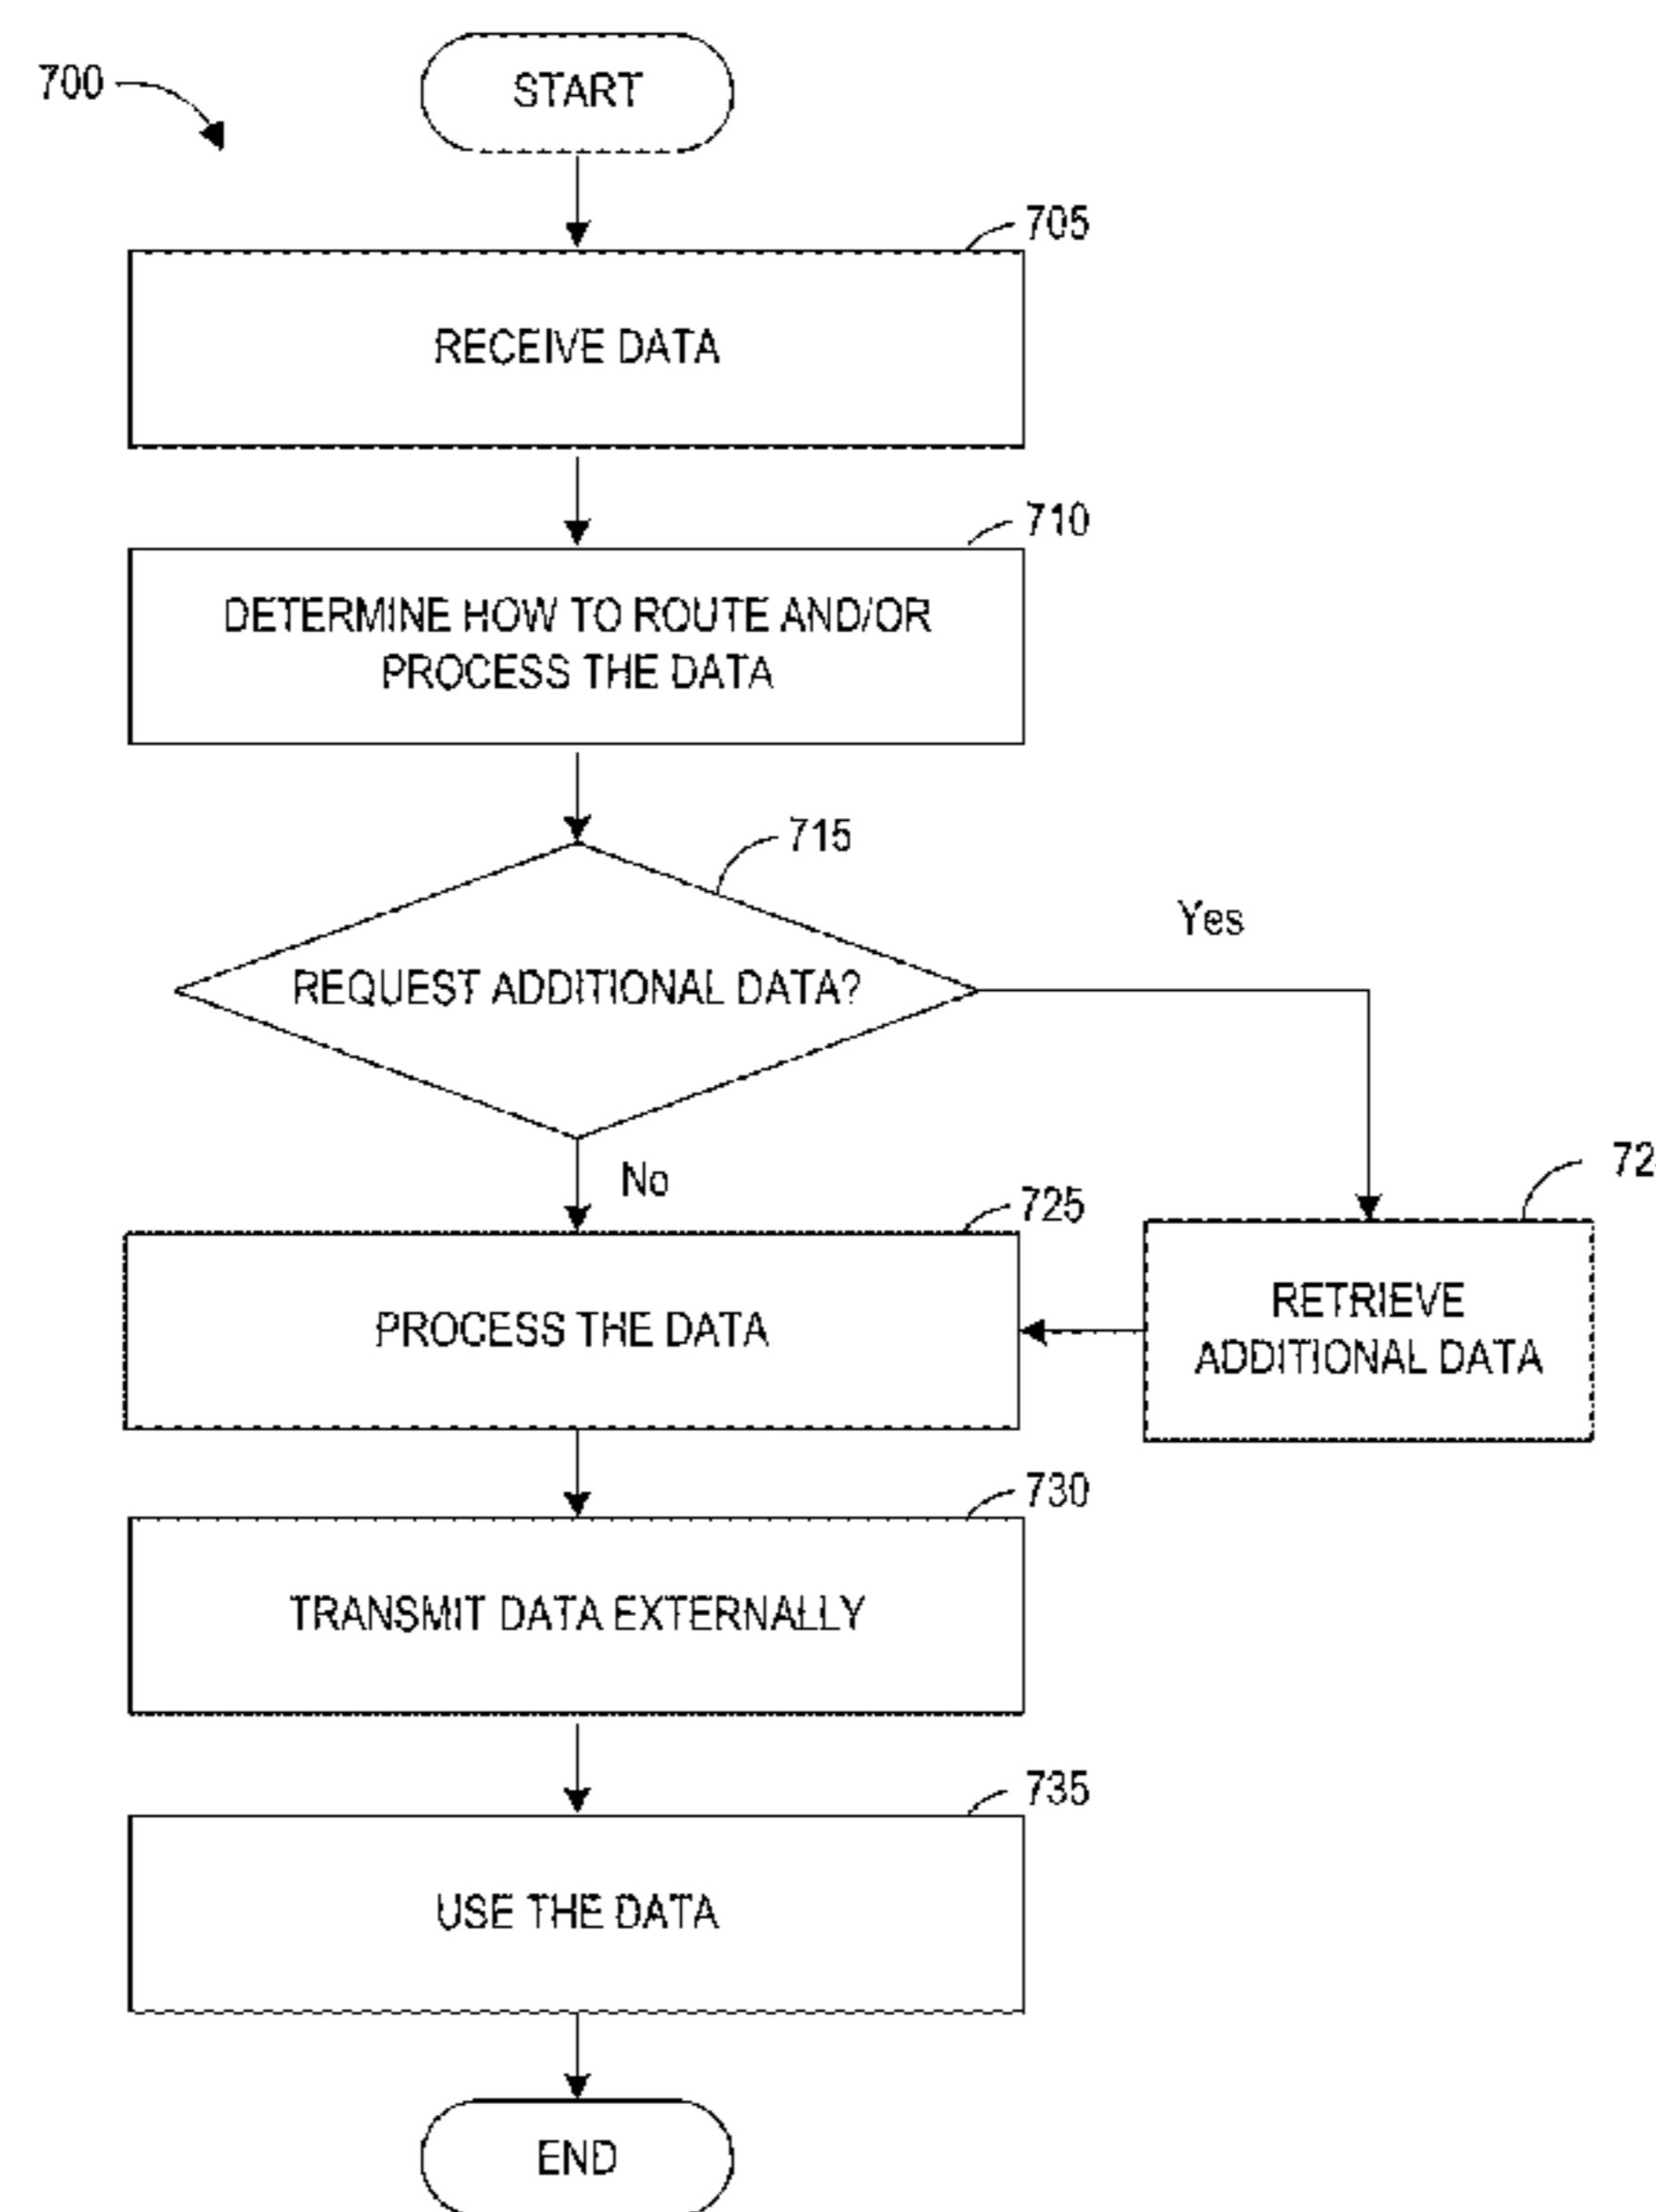 700
START
705
RECEIVE DATA
710
DETERMINE HOW TO ROUTE AND/OR
PROCESS THE DATA
715
REQUEST ADDITIONAL DATA?
Yes
No
725
PROCESS THE DATA
RETRIEVE
ADDITIONAL DATA
730
TRANSMIT DATA EXTERNALLY
735
USE THE DATA
END